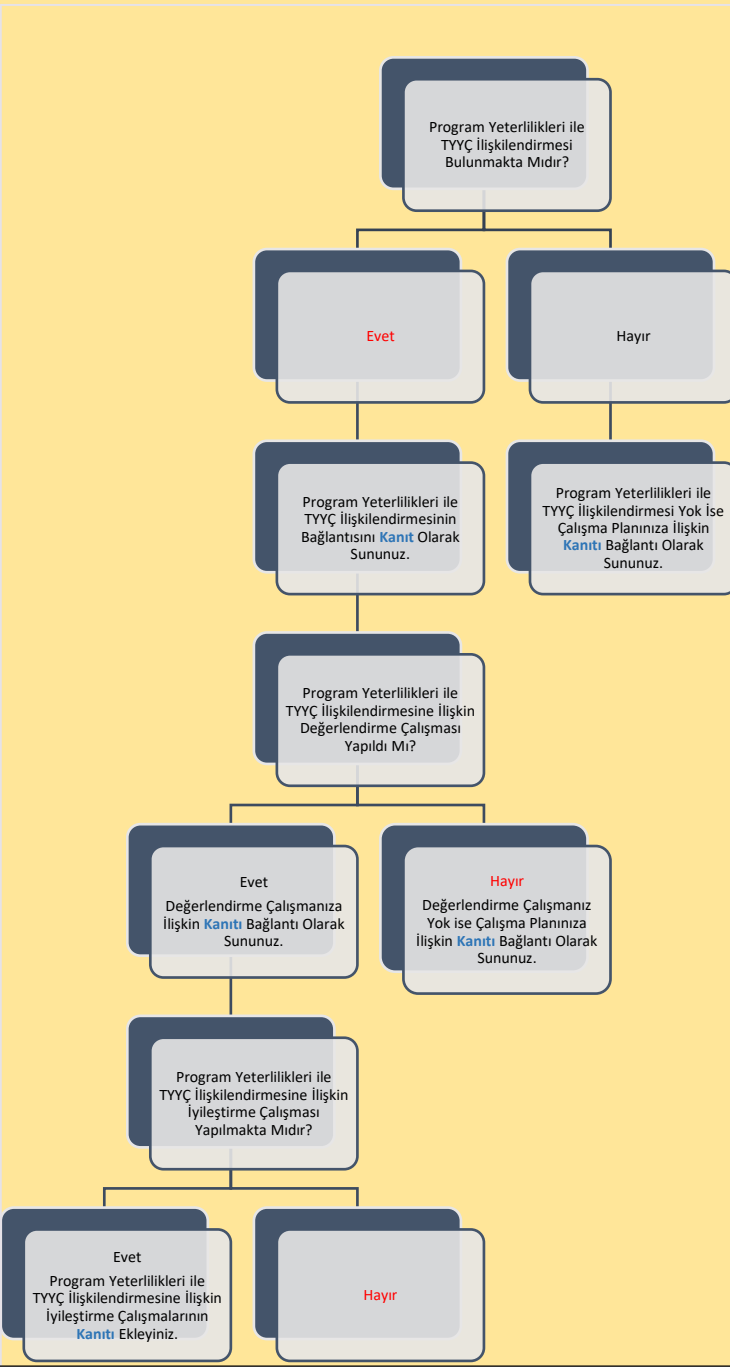 Program Yeterlilikleri ile
TYYÇ İlişkilendirmesi
Bulunmakta Mıdır?
Evet
Hayır
Program Yeterlilikleri ile
TYYÇ İlişkilendirmesinin
Bağlantısını Kanıt Olarak
Sununuz.
Program Yeterlilikleri ile
TYYÇ İlişkilendirmesi Yok İse
Çalışma Planınıza İlişkin
Kanıtı Bağlantı Olarak
Sununuz.
Program Yeterlilikleri ile
TYYÇ İlişkilendirmesine İlişkin
Değerlendirme Çalışması
Yapıldı Mı?
Evet
Değerlendirme Çalışmanıza
İlişkin Kanıtı Bağlantı Olarak
Sununuz.
Hayır
Değerlendirme Çalışmanız
Yok ise Çalışma Planınıza
İlişkin Kanıtı Bağlantı Olarak
Sununuz.
Program Yeterlilikleri ile
TYYÇ İlişkilendirmesine İlişkin
İyileştirme Çalışması
Yapılmakta Mıdır?
Evet
Program Yeterlilikleri ile
TYYÇ İlişkilendirmesine İlişkin
İyileştirme Çalışmalarının
Kanıtı Ekleyiniz.
Hayır